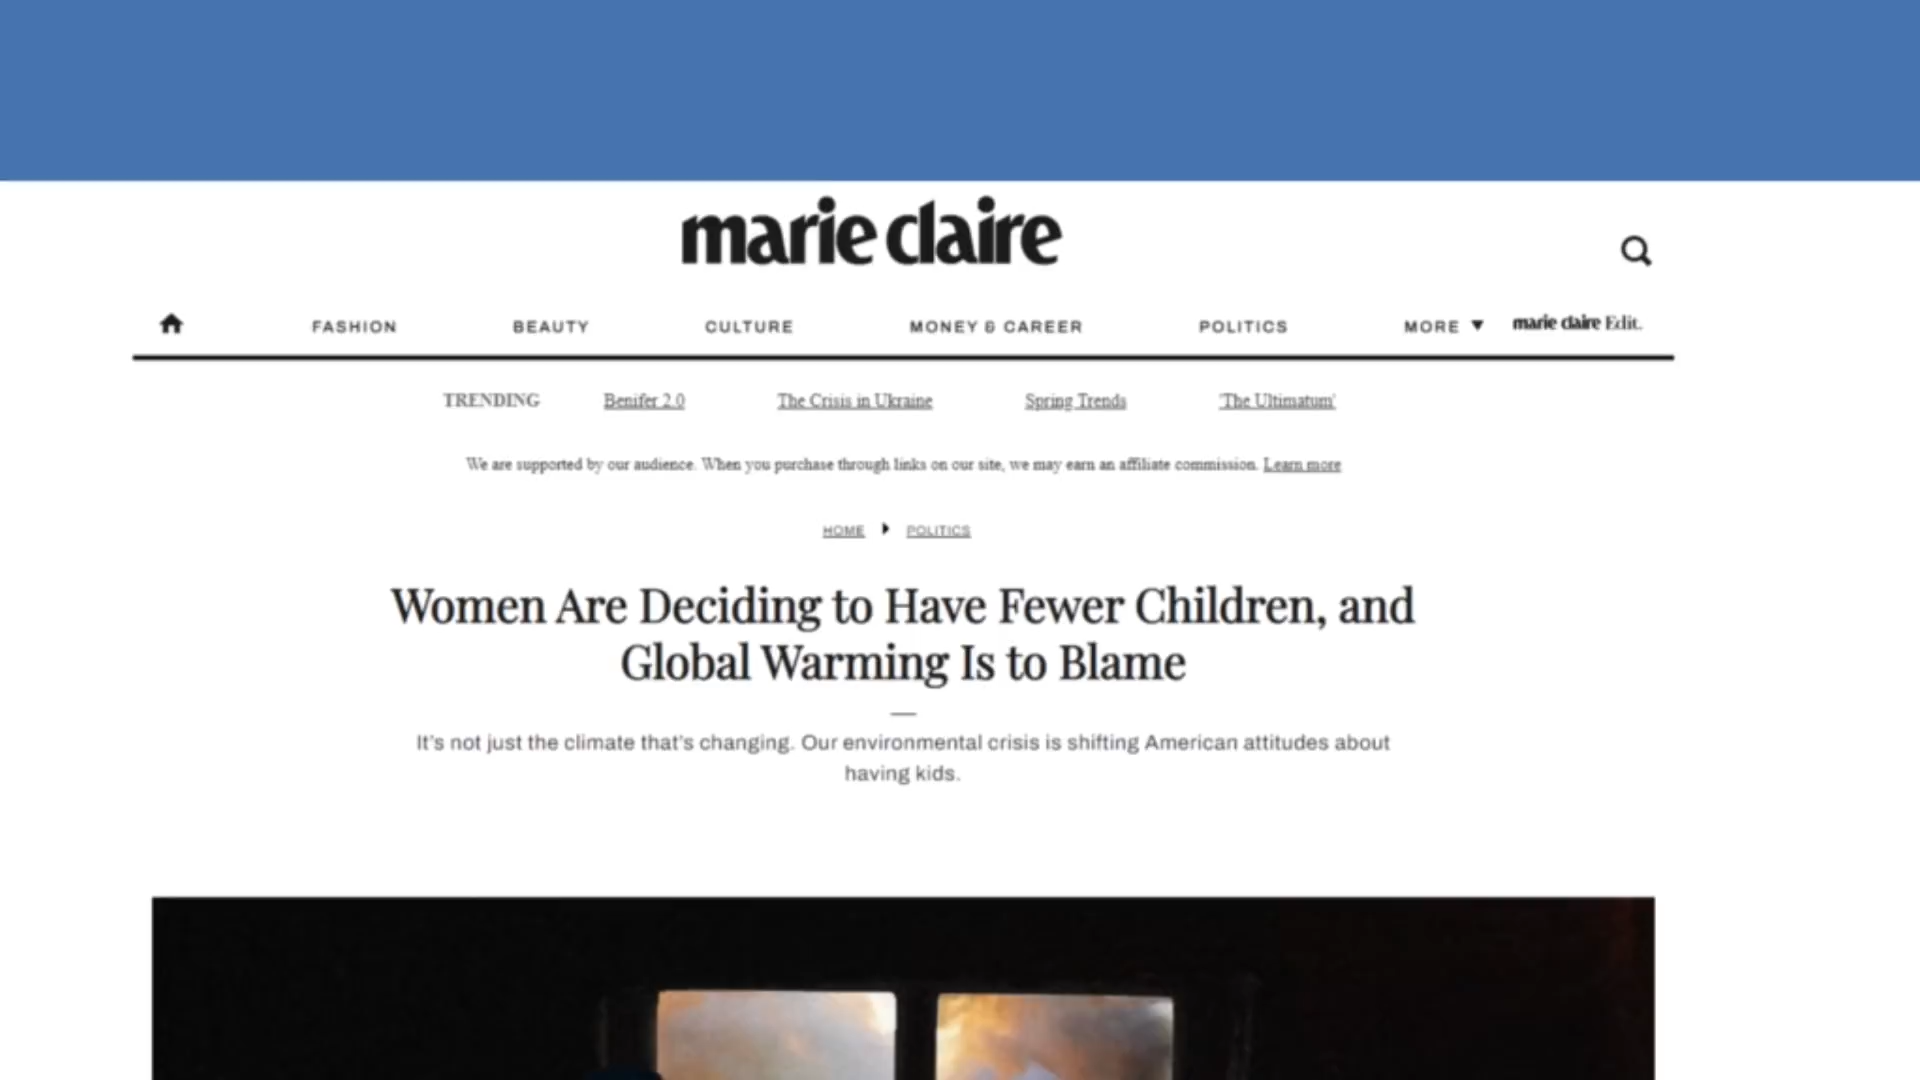 marie claire
FASHION BEAUTY CULTURE MONEY & CAREER POLITICS MORE ▼ marie claire Edit.
TRENDING Benifer 2.0 The Crisis in Ukraine Spring Trends 'The Ultimatum'
We are supported by our audience. When you purchase through links on our site, we may earn an affiliate commission. Learn more
HOME POLITICS
Women Are Deciding to Have Fewer Children, and
Global Warming Is to Blame
It's not just the climate that's changing. Our environmental crisis is shifting American attitudes about
having kids.